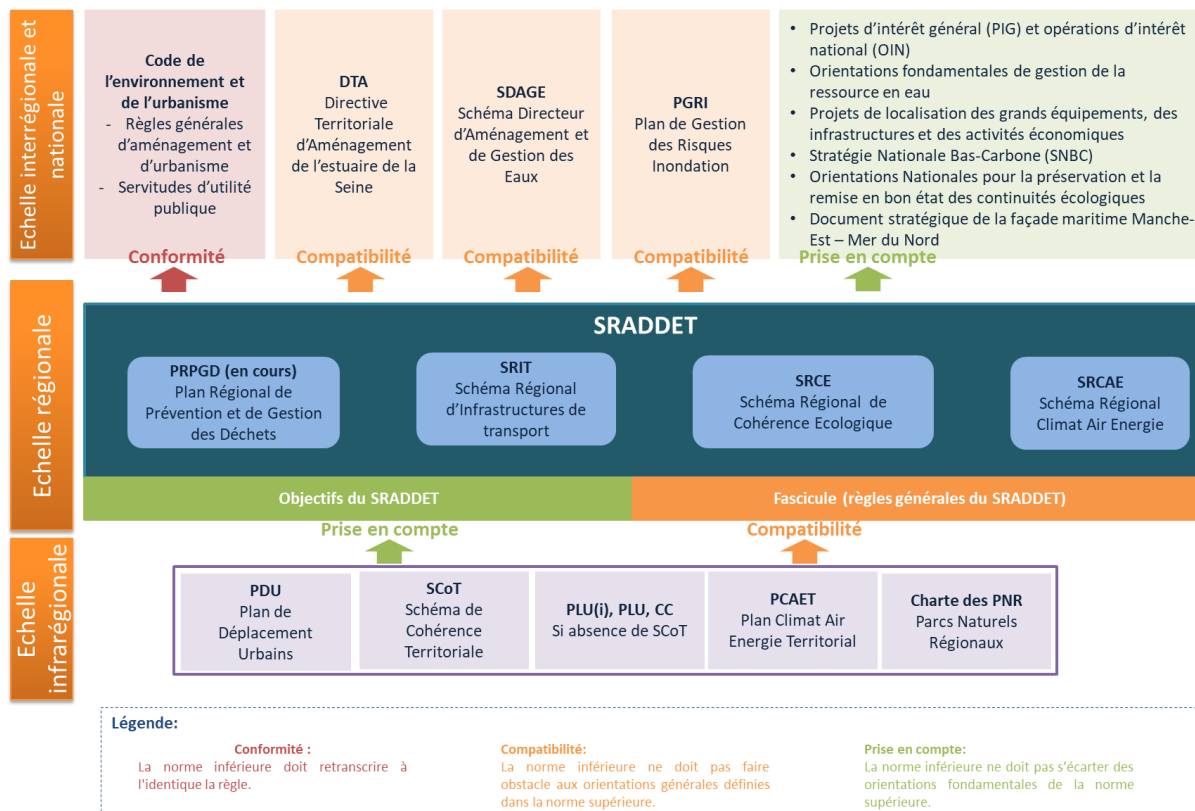 Echelle interrégionale et
nationale
Code de
l'environnement et
de l'urbanisme
- Règles générales
d'aménagement et
d'urbanisme
- Servitudes d'utilité
publique
DTA
Directive
Territoriale
d'Aménagement
de l'estuaire de la
Seine
SDAGE
Schéma Directeur
d'Aménagement et
de Gestion des
Eaux
PGRI
Plan de Gestion
des Risques
Inondation
• Projets d'intérêt général (PIG) et opérations d'intérêt
national (OIN)
• Orientations fondamentales de gestion de la
ressource en eau
• Projets de localisation des grands équipements, des
infrastructures et des activités économiques
• Stratégie Nationale Bas-Carbone (SNBC)
• Orientations Nationales pour la préservation et la
remise en bon état des continuités écologiques
• Document stratégique de la façade maritime Manche-
Est – Mer du Nord
Conformité
Compatibilité
Compatibilité
Compatibilité
Prise en compte
Echelle régionale
SRADDET
PRPGD (en cours)
Plan Régional de
Prévention et de Gestion
des Déchets
SRIT
Schéma Régional
d'Infrastructures de
transport
SRCE
Schéma Régional de
Cohérence Ecologique
SRCAE
Schéma Régional
Climat Air Energie
Objectifs du SRADDET
Fascicule (règles générales du SRADDET)
Prise en compte
Compatibilité
Echelle
infrarégionale
PDU
Plan de
Déplacement
Urbains
SCoT
Schéma de
Cohérence
Territoriale
PLU(i), PLU, CC
Si absence de SCoT
PCAET
Plan Climat Air
Energie Territorial
Charte des PNR
Parcs Naturels
Régionaux
Légende:
Conformité :
La norme inférieure doit retranscrire à
l'identique la règle.
Compatibilité:
La norme inférieure ne doit pas faire
obstacle aux orientations générales définies
dans la norme supérieure.
Prise en compte:
La norme inférieure ne doit pas s'écarter des
orientations fondamentales de la norme
supérieure.